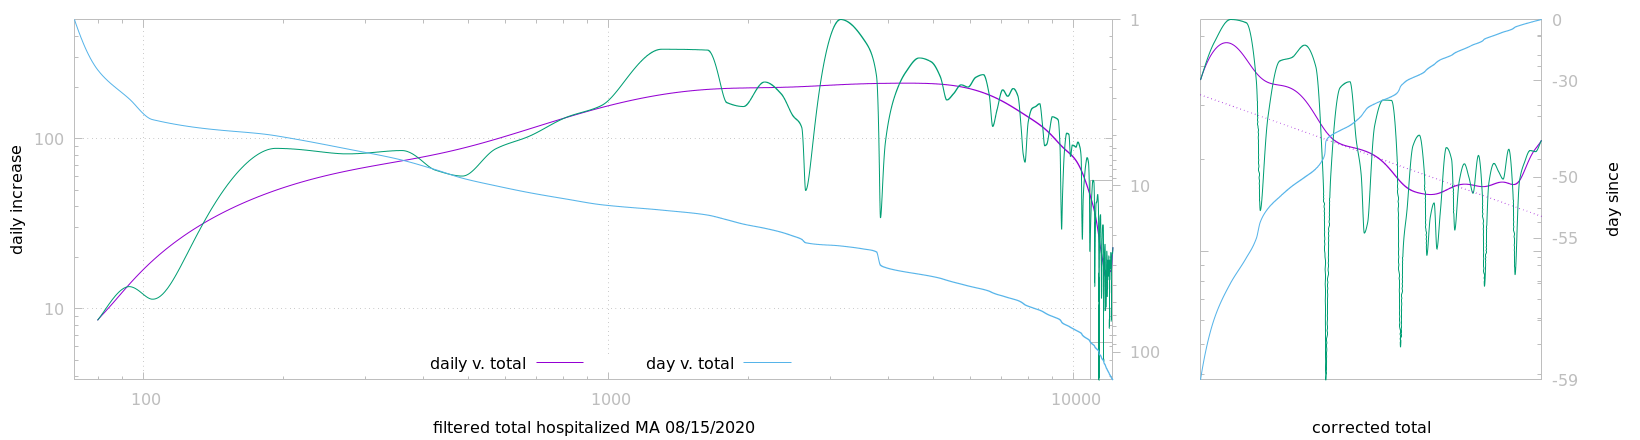 daily increase
100
10
daily v. total
day v. total
1
10
100
100
1000
10000
filtered total hospitalized MA 08/15/2020
0
-30
-50
-55
-59
day since
corrected total